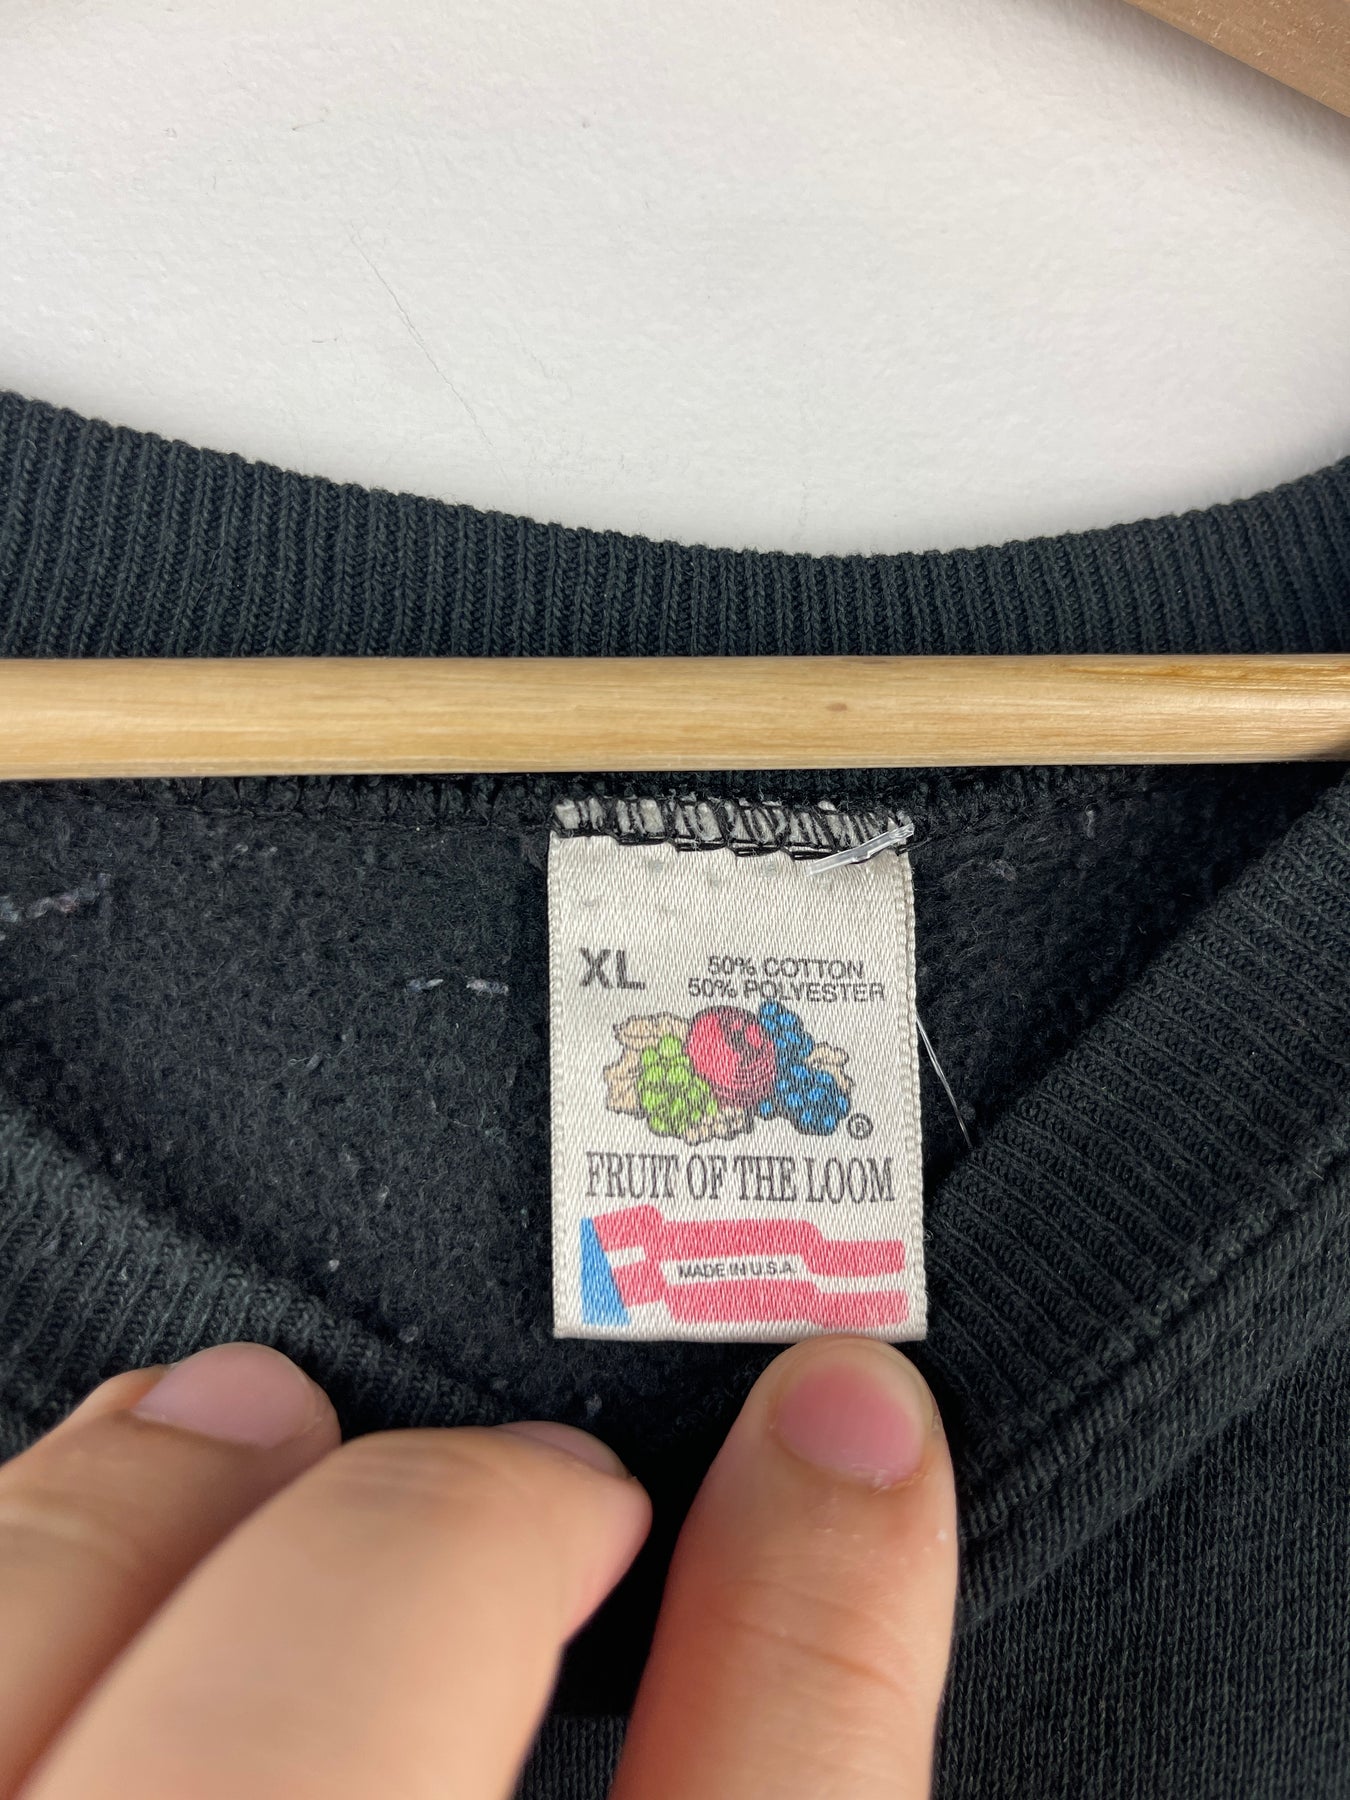 XL
50% COTTON
50% POLYESTER
®
FRUIT OF THE LOOM
MADE IN U.S.A.